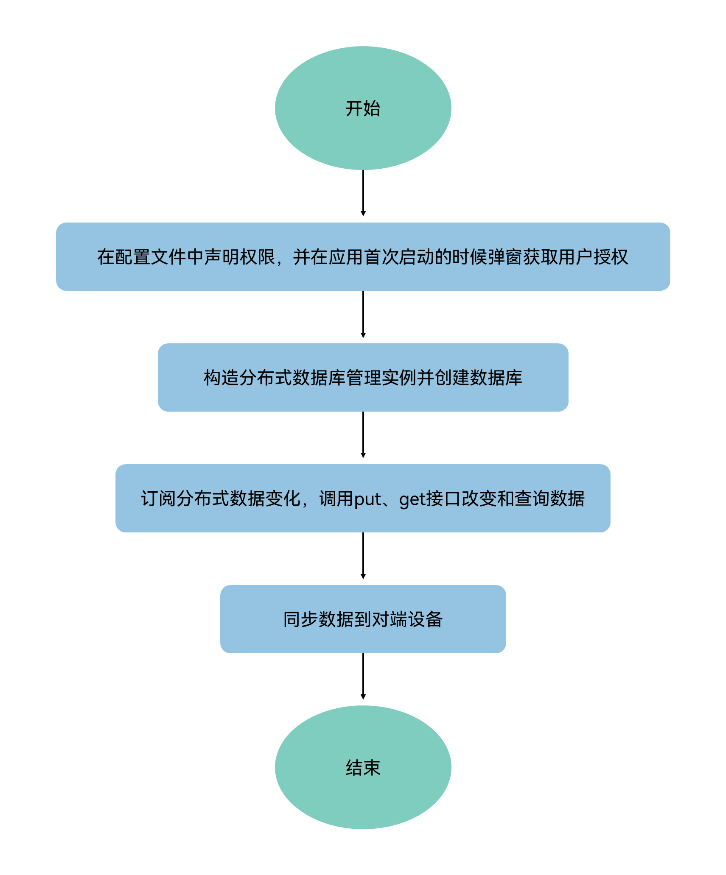 开始
在配置文件中声明权限，并在应用首次启动的时候弹窗获取用户授权
构造分布式数据库管理实例并创建数据库
订阅分布式数据变化，调用put、get接口改变和查询数据
同步数据到对端设备
结束